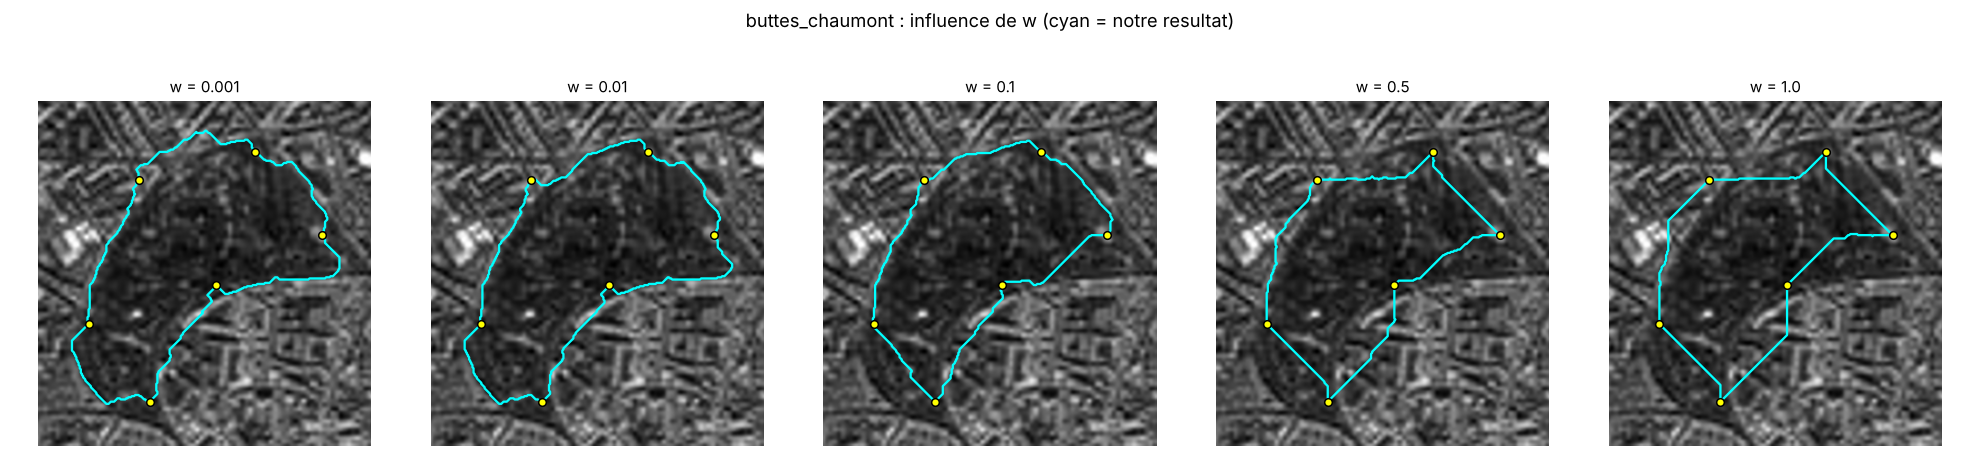 buttes_chaumont : influence de w (cyan = notre resultat)
w = 0.001
w = 0.01
w = 0.1
w = 0.5
w = 1.0